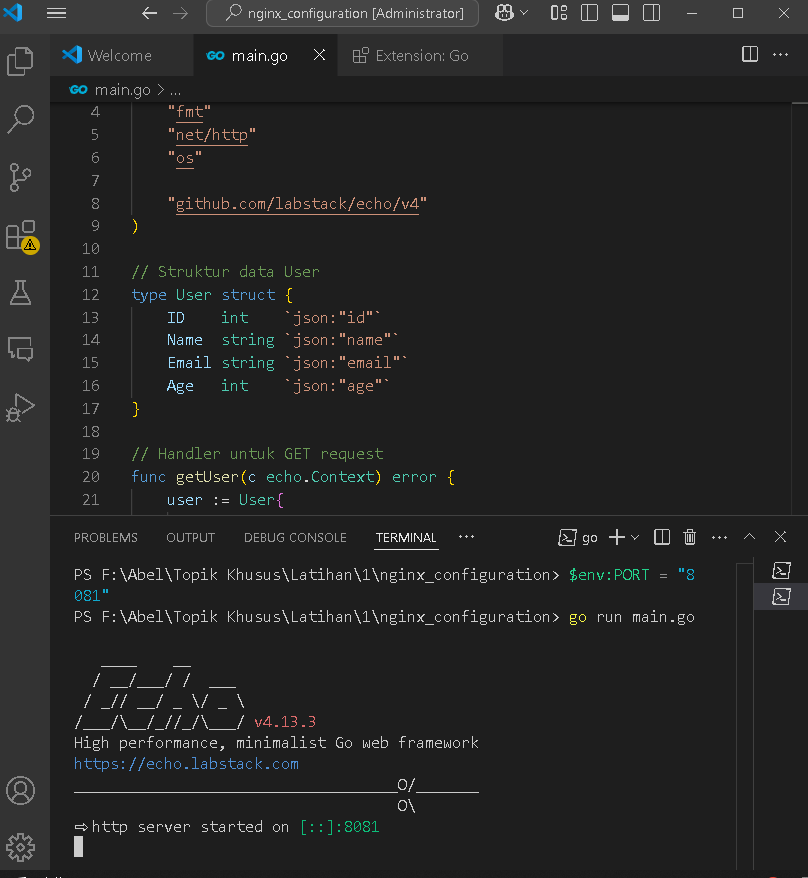 nginx_configuration [Administrator]
Welcome
GO main.go
Extension: Go
GO main.go > ...
4 "fmt"
5 "net/http"
6 "os"
7
8 "github.com/labstack/echo/v4"
9 )
10
11 // Struktur data User
12 type User struct {
13 ID int `json:"id"`
14 Name string `json:"name"`
15 Email string `json:"email"`
16 Age int `json:"age"`
17 }
18
19 // Handler untuk GET request
20 func getUser(c echo.Context) error {
21 user := User{
PROBLEMS OUTPUT DEBUG CONSOLE TERMINAL ... go
PS F:\Abel\Topik Khusus\Latihan\1\nginx_configuration> $env:PORT = "8
081"
PS F:\Abel\Topik Khusus\Latihan\1\nginx_configuration> go run main.go
____    __
/ __/___/ /  ___
/ _// __/ _ \/ _ \
/___/\__/_//_/\___/ v4.13.3
High performance, minimalist Go web framework
https://echo.labstack.com
____________________________________O/_______
O\
⇨ http server started on [::]:8081